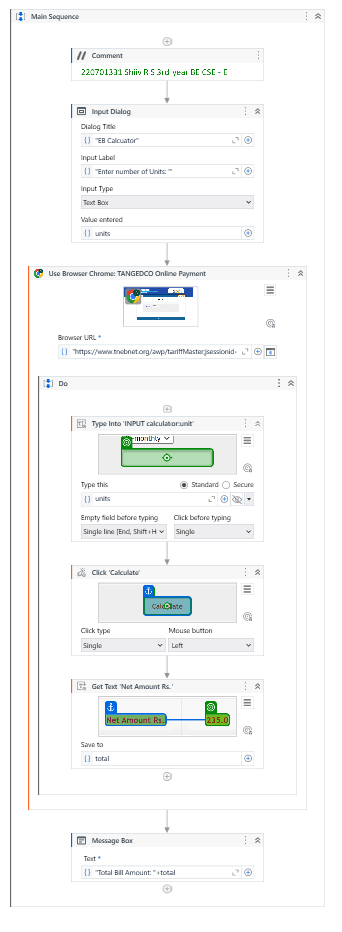 Main Sequence
Comment
220701331 Shiiv R S 3rd year BE CSE - E
Input Dialog
Dialog Title
"EB Calcuator"
Input Label
"Enter number of Units: "
Input Type
Text Box
Value entered
units
Use Browser Chrome: TANGEDCO Online Payment
Browser URL *
"https://www.tnebnet.org/awp/tariffMaster;jsessionid=
Do
Type Into 'INPUT calculator:unit'
monthly
Type this
Standard Secure
units
Empty field before typing Click before typing
Single line [End, Shift+H Single
Click 'Calculate'
Calculate
Click type Mouse button
Single Left
Get Text 'Net Amount Rs.'
Net Amount Rs. 235.0
Save to
total
Message Box
Text *
"Total Bill Amount: "+total